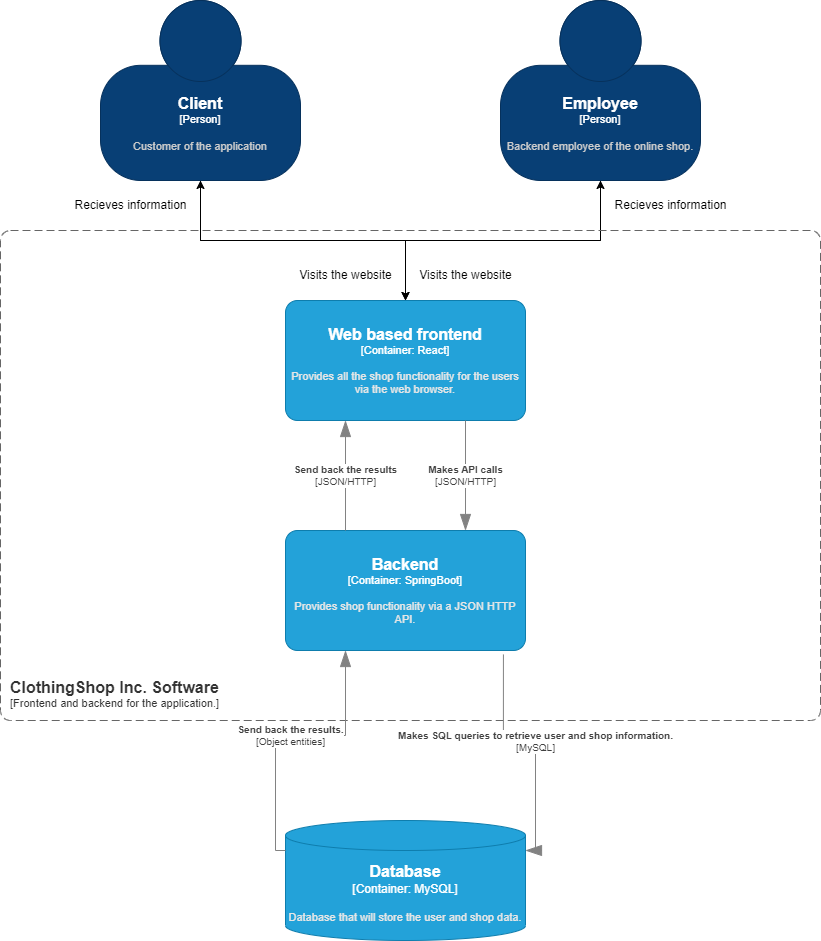 Client
[Person]
Customer of the application
Employee
[Person]
Backend employee of the online shop.
Recieves information
Recieves information
Visits the website
Visits the website
Web based frontend
[Container: React]
Provides all the shop functionality for the users
via the web browser.
Send back the results
[JSON/HTTP]
Makes API calls
[JSON/HTTP]
Backend
[Container: SpringBoot]
Provides shop functionality via a JSON HTTP
API.
ClothingShop Inc. Software
[Frontend and backend for the application.]
Send back the results.
[Object entities]
Makes SQL queries to retrieve user and shop information.
[MySQL]
Database
[Container: MySQL]
Database that will store the user and shop data.